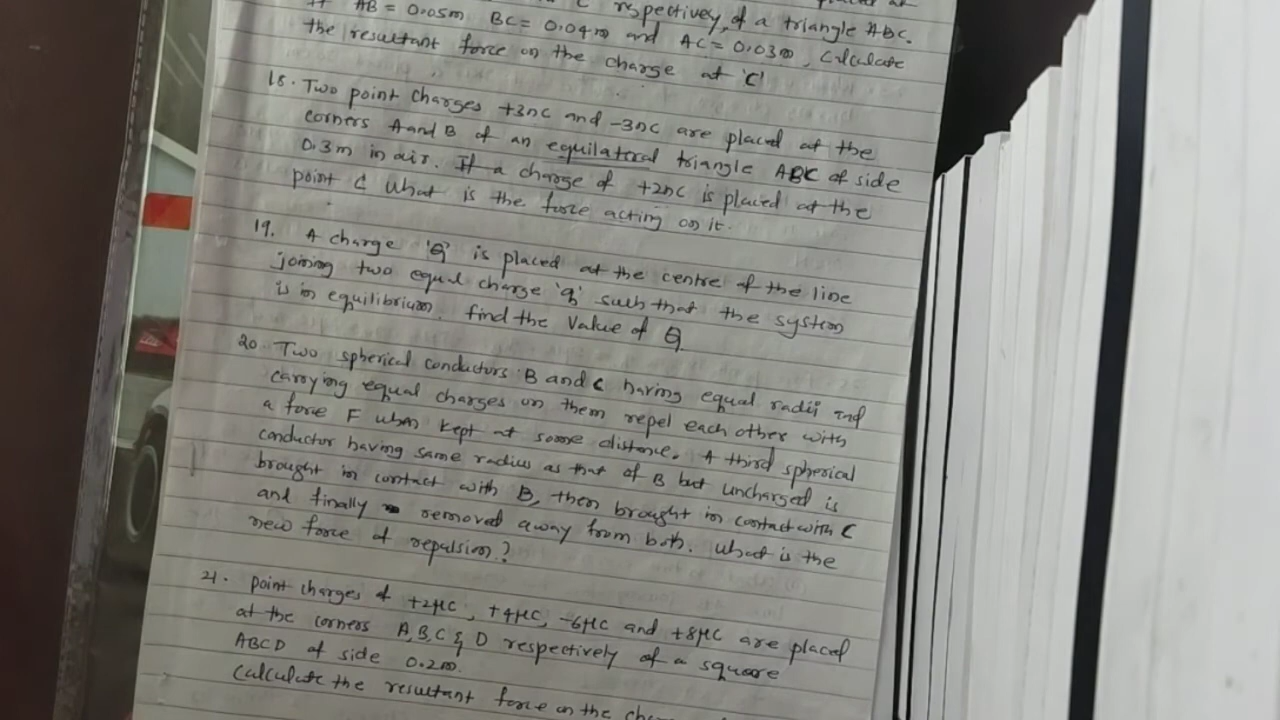 C respectively, of a triangle ABC.
If AB = 0.05m BC = 0.04m and AC = 0.03m, Calculate
the resultant force on the charge at 'C'
18. Two point charges +3nc and -3nc are placed at the
corners A and B of an equilateral triangle ABC of side
0.3m in air. If a charge of +2nc is placed at the
point C what is the force acting on it.
19. A charge 'Q' is placed at the centre of the line
joining two equal charge 'q' such that the system
is in equilibrium. find the value of Q
20. Two spherical conductors B and C having equal radii and
carrying equal charges on them repel each other with
a force F when kept at some distance. A third spherical
conductor having same radius as that of B but uncharged is
brought in contact with B, then brought in contact with C
and finally removed away from both. What is the
new force of repulsion?
21. point charges of +2μc, +4μc, -6μc and +8μc are placed
at the corners A, B, C & D respectively of a square
ABCD of side 0.2m.
Calculate the resultant force on the